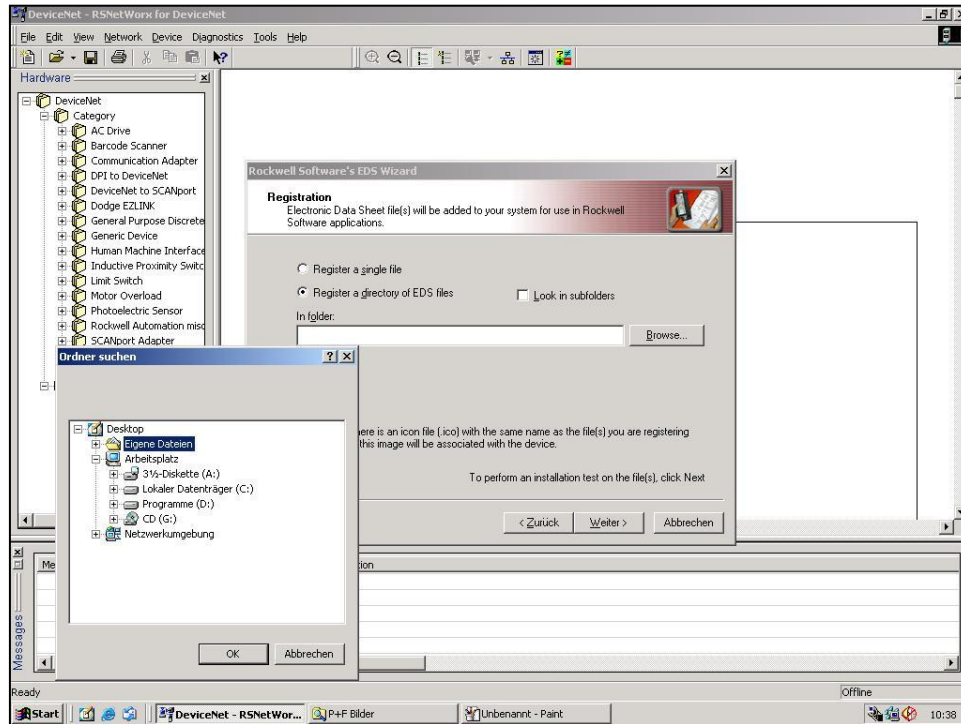 DeviceNet - RSNetWorx for DeviceNet
File Edit View Network Device Diagnostics Tools Help
Hardware
DeviceNet
Category
AC Drive
Barcode Scanner
Communication Adapter
DPI to DeviceNet
DeviceNet to SCANport
Dodge EZLINK
General Purpose Discrete
Generic Device
Human Machine Interface
Inductive Proximity Switc
Limit Switch
Motor Overload
Photoelectric Sensor
Rockwell Automation misc
SCANport Adapter
Rockwell Software's EDS Wizard
Registration
Electronic Data Sheet file(s) will be added to your system for use in Rockwell
Software applications.
Register a single file
Register a directory of EDS files
Look in subfolders
In folder:
Browse...
here is an icon file (.ico) with the same name as the file(s) you are registering
this image will be associated with the device.
To perform an installation test on the file(s), click Next
< Zurück
Weiter >
Abbrechen
Ordner suchen
Desktop
Eigene Dateien
Arbeitsplatz
3½-Diskette (A:)
Lokaler Datenträger (C:)
Programme (D:)
CD (G:)
Netzwerkumgebung
OK
Abbrechen
Messages
Me
tion
Ready
Offline
Start
DeviceNet - RSNetWor...
P+F Bilder
Unbenannt - Paint
10:38